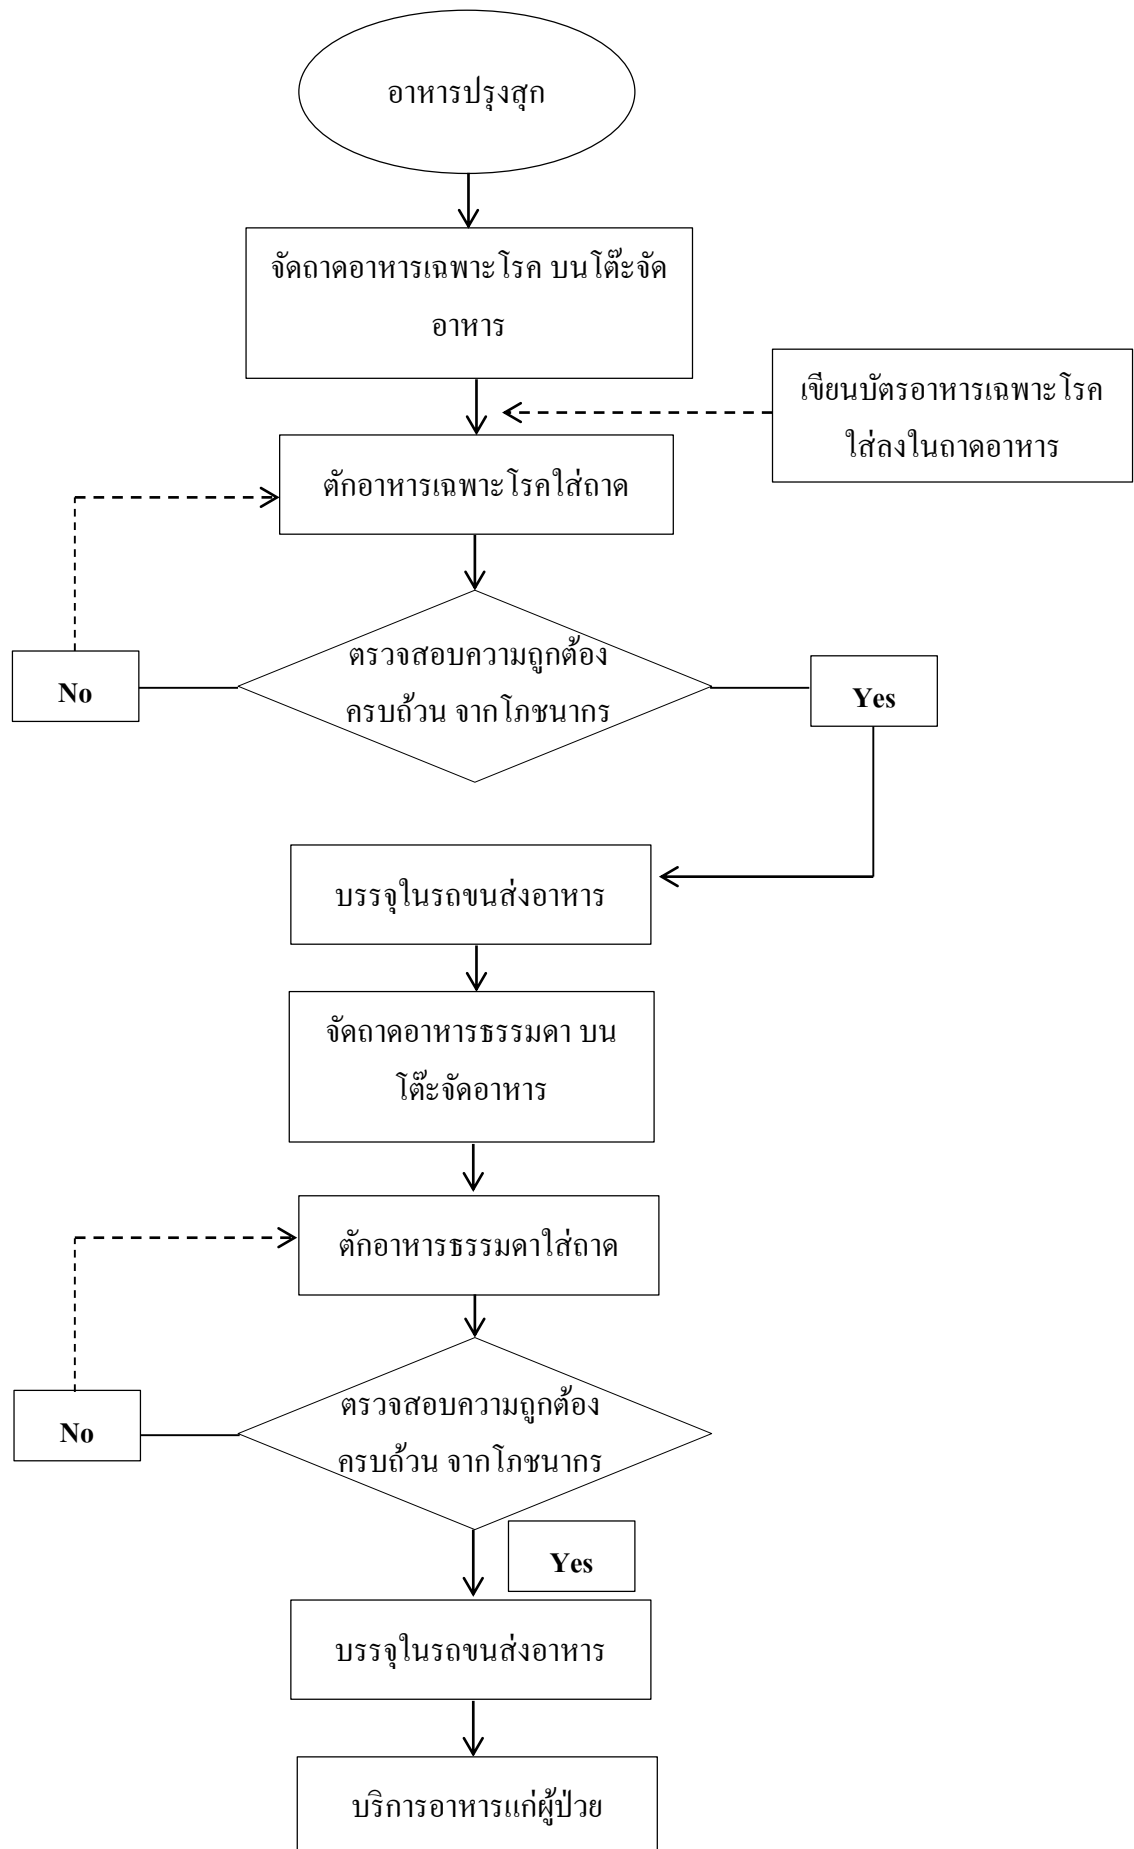 อาหารปรุงสุก
จัดถาดอาหารเฉพาะโรค บนโต๊ะจัด
อาหาร
เขียนบัตรอาหารเฉพาะโรค
ใส่ลงในถาดอาหาร
ตักอาหารเฉพาะโรคใส่ถาด
ตรวจสอบความถูกต้อง
ครบถ้วน จากโภชนากร
No
Yes
บรรจุในรถขนส่งอาหาร
จัดถาดอาหารธรรมดา บน
โต๊ะจัดอาหาร
ตักอาหารธรรมดาใส่ถาด
ตรวจสอบความถูกต้อง
ครบถ้วน จากโภชนากร
No
Yes
บรรจุในรถขนส่งอาหาร
บริการอาหารแก่ผู้ป่วย